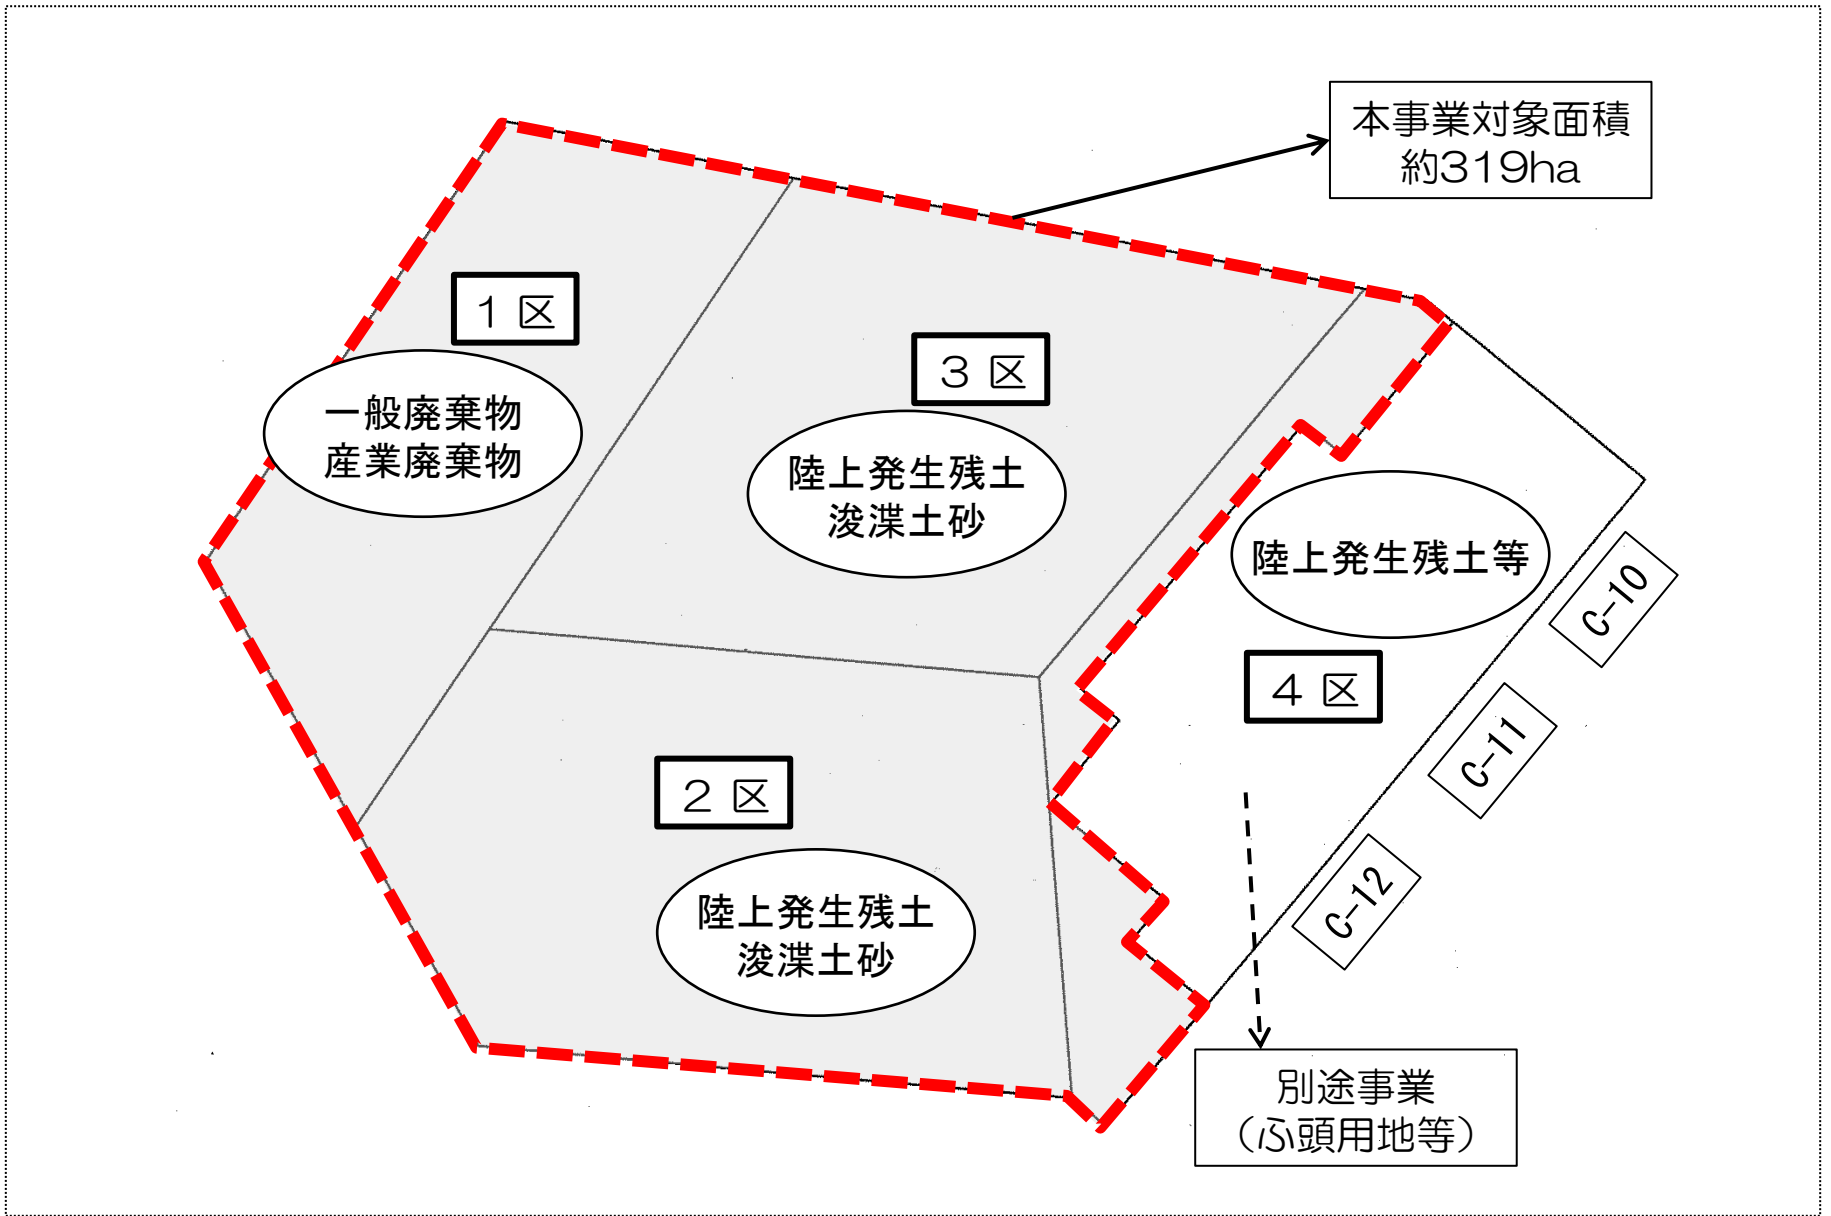 本事業対象面積
約319ha
1 区
一般廃棄物
産業廃棄物
3 区
陸上発生残土
浚渫土砂
陸上発生残土等
4 区
C-10
C-11
C-12
2 区
陸上発生残土
浚渫土砂
別途事業
（ふ頭用地等）